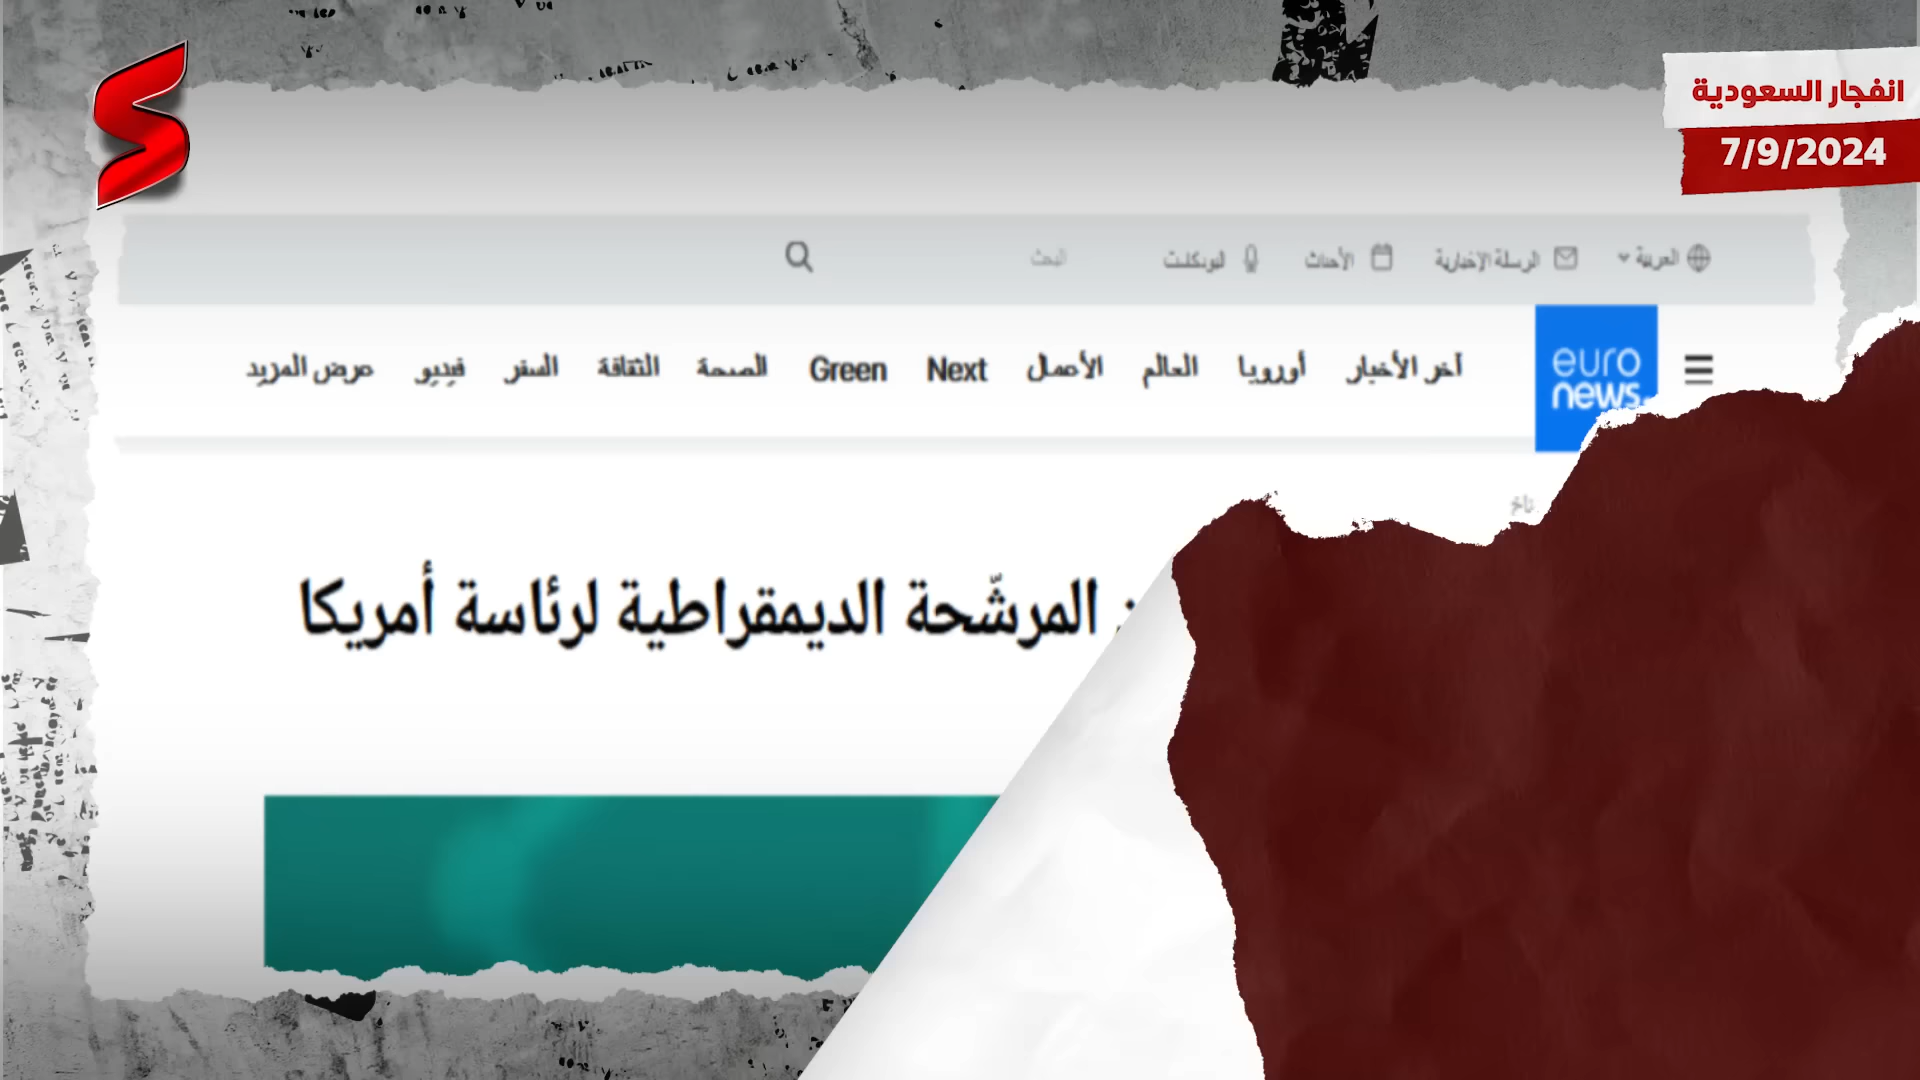 انفجار السعودية
7/9/2024
العربية الرسالة الإخبارية الأحداث البودكاست البحث
euro
news.
آخر الأخبار أوروبيا العالم الأعمال Next Green الصحة الثقافة السفر فيديو عرض المزيد
المرشّحة الديمقراطية لرئاسة أمريكا